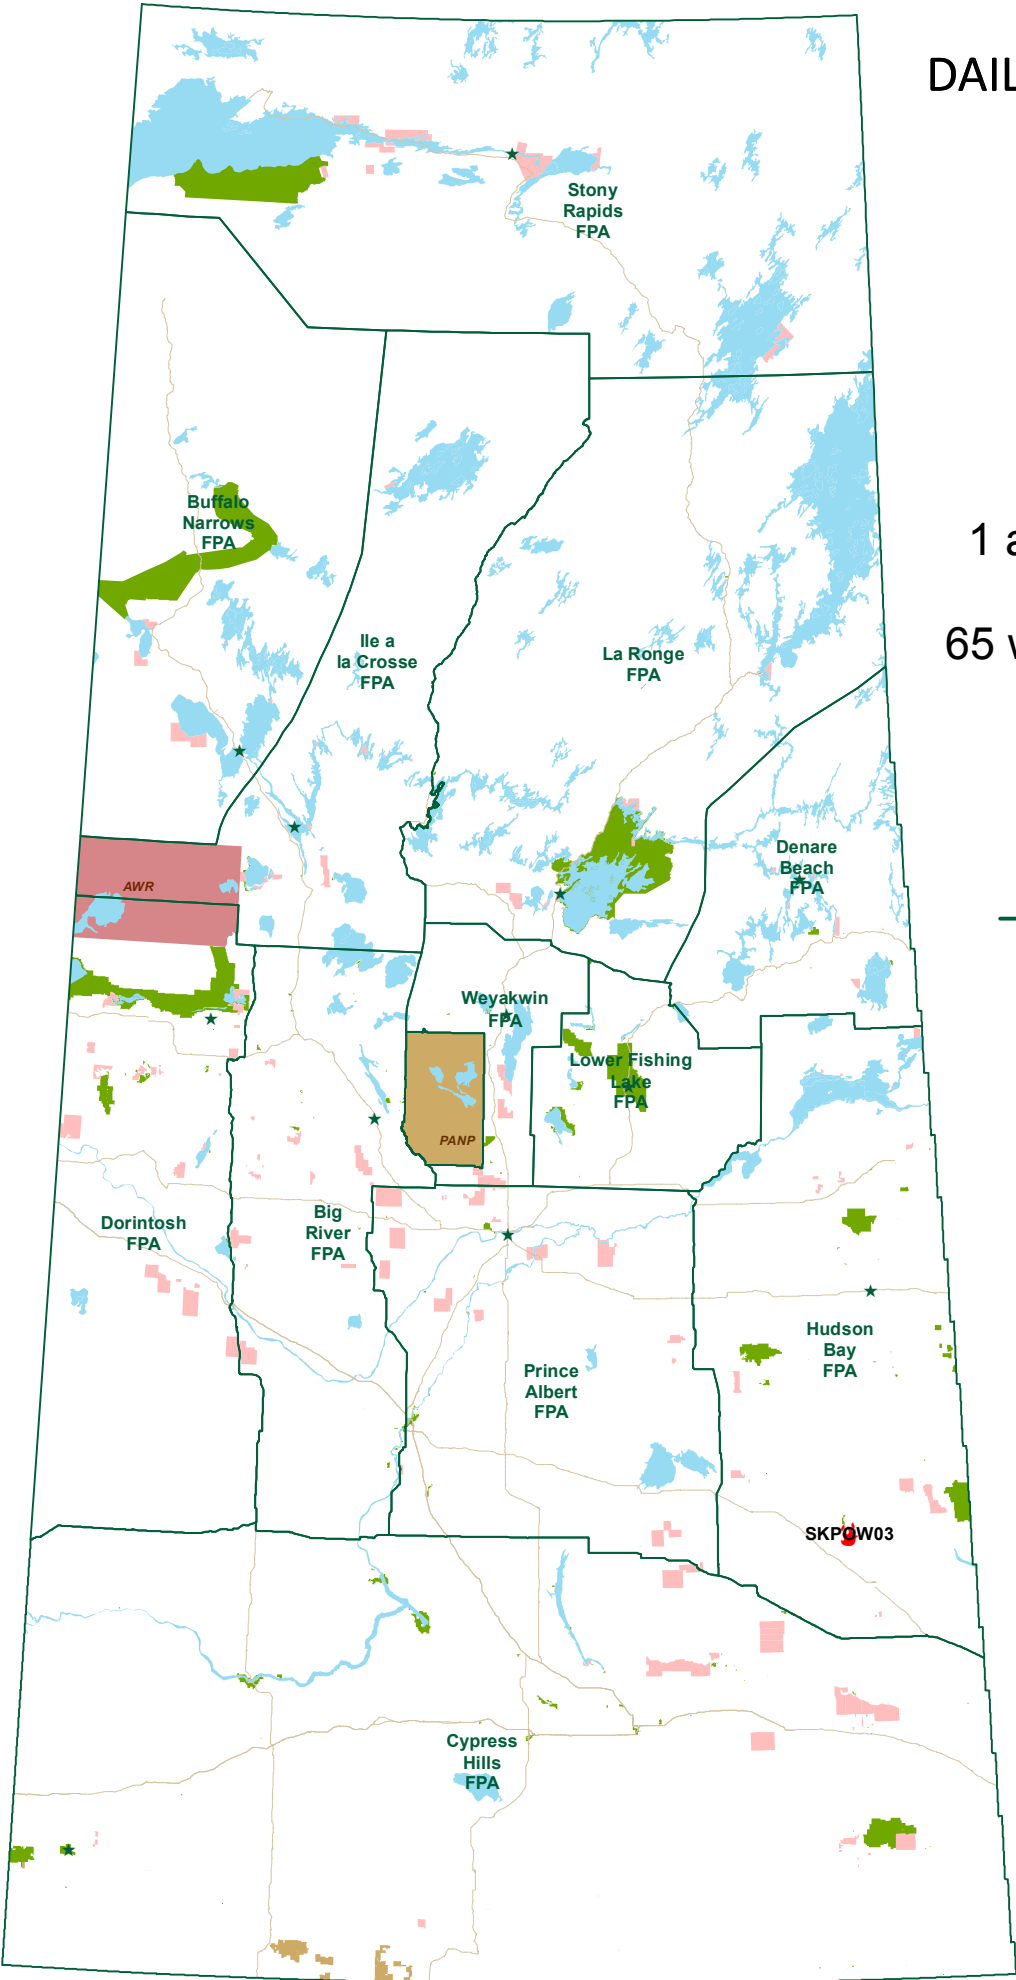 DAIL
Stony
Rapids
FPA
Buffalo
Narrows
FPA
1 a
Ile a
la Crosse
FPA
La Ronge
FPA
65 w
Denare
Beach
FPA
AWR
Weyakwin
FPA
Lower Fishing
Lake
FPA
PANP
Dorintosh
FPA
Big
River
FPA
Hudson
Bay
FPA
Prince
Albert
FPA
SKPOW03
Cypress
Hills
FPA